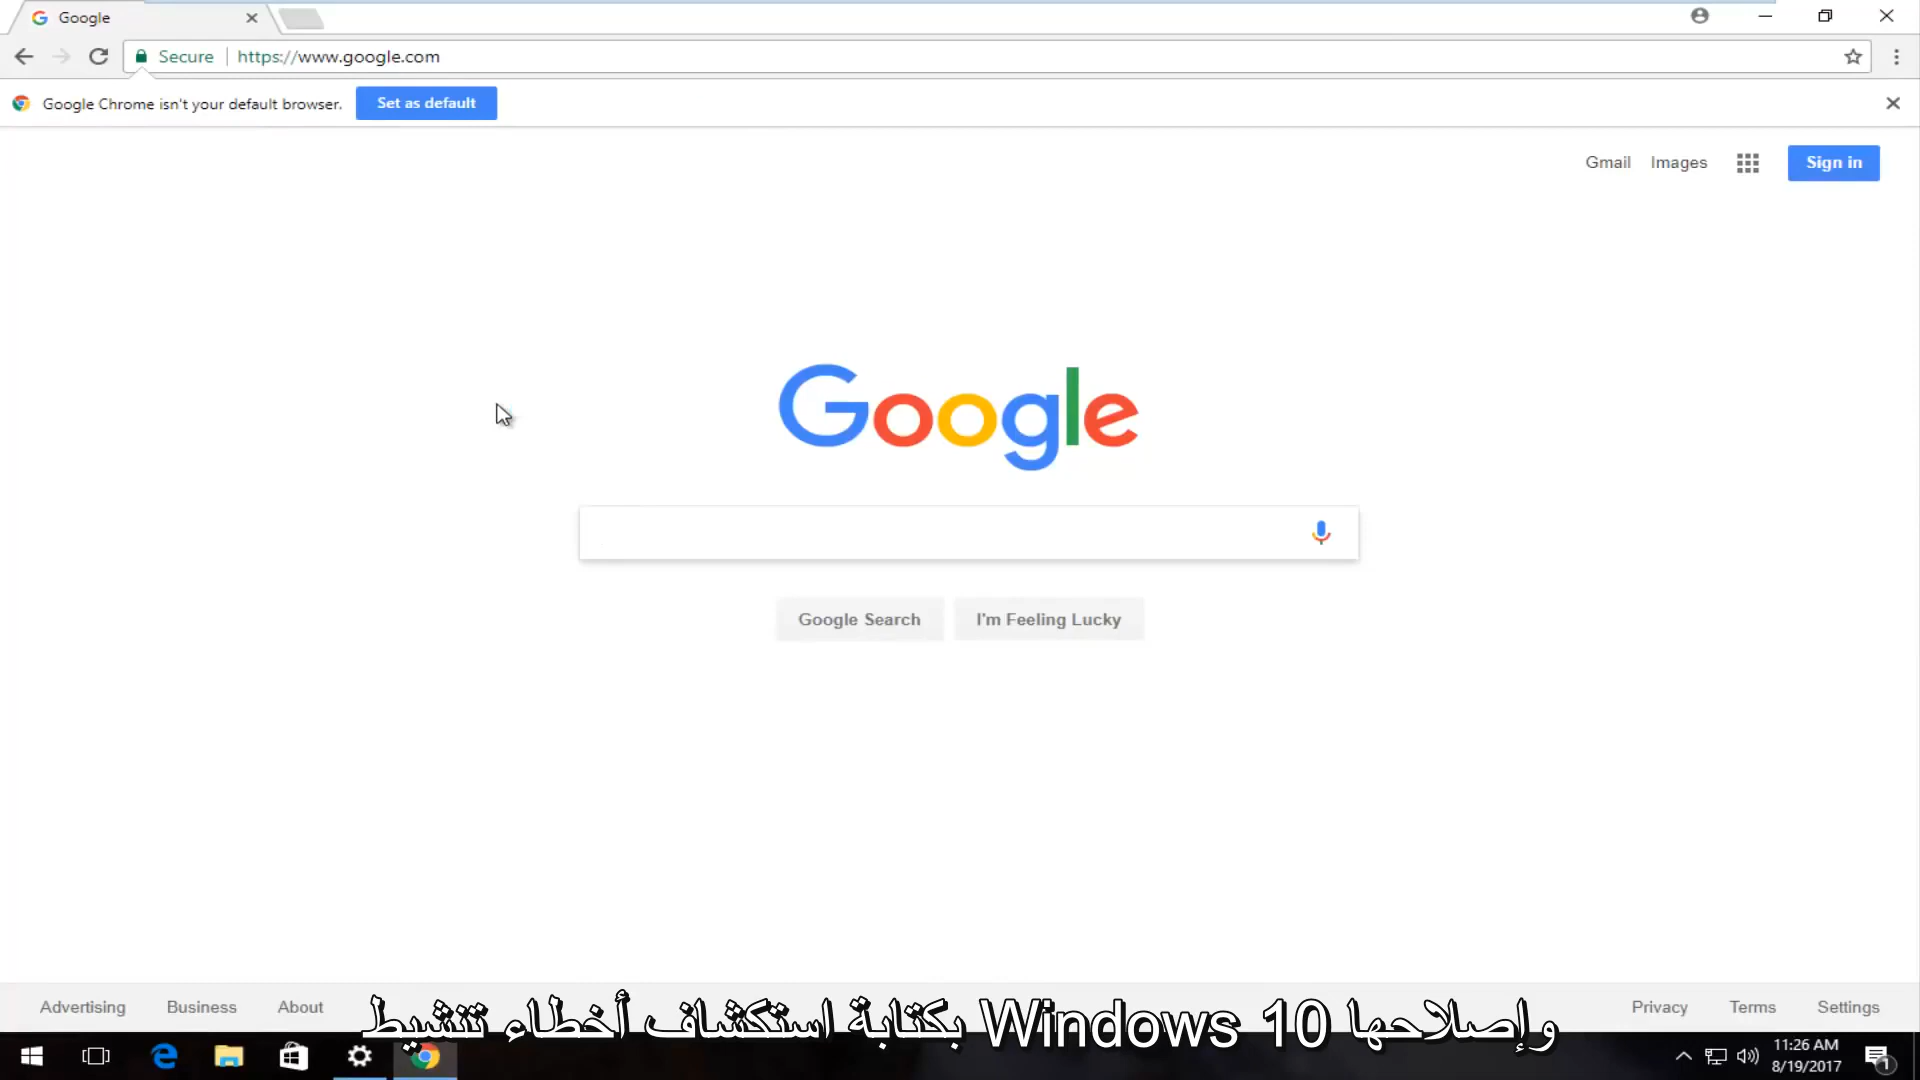 Google
Secure
https://www.google.com
Google Chrome isn't your default browser.
Set as default
Gmail
Images
Sign in
Google
Google Search
I'm Feeling Lucky
Advertising
Business
About
Privacy
Terms
Settings
بكتابة استكشاف أخطاء تنشيط Windows 10 وإصلاحها
11:26 AM
8/19/2017
1